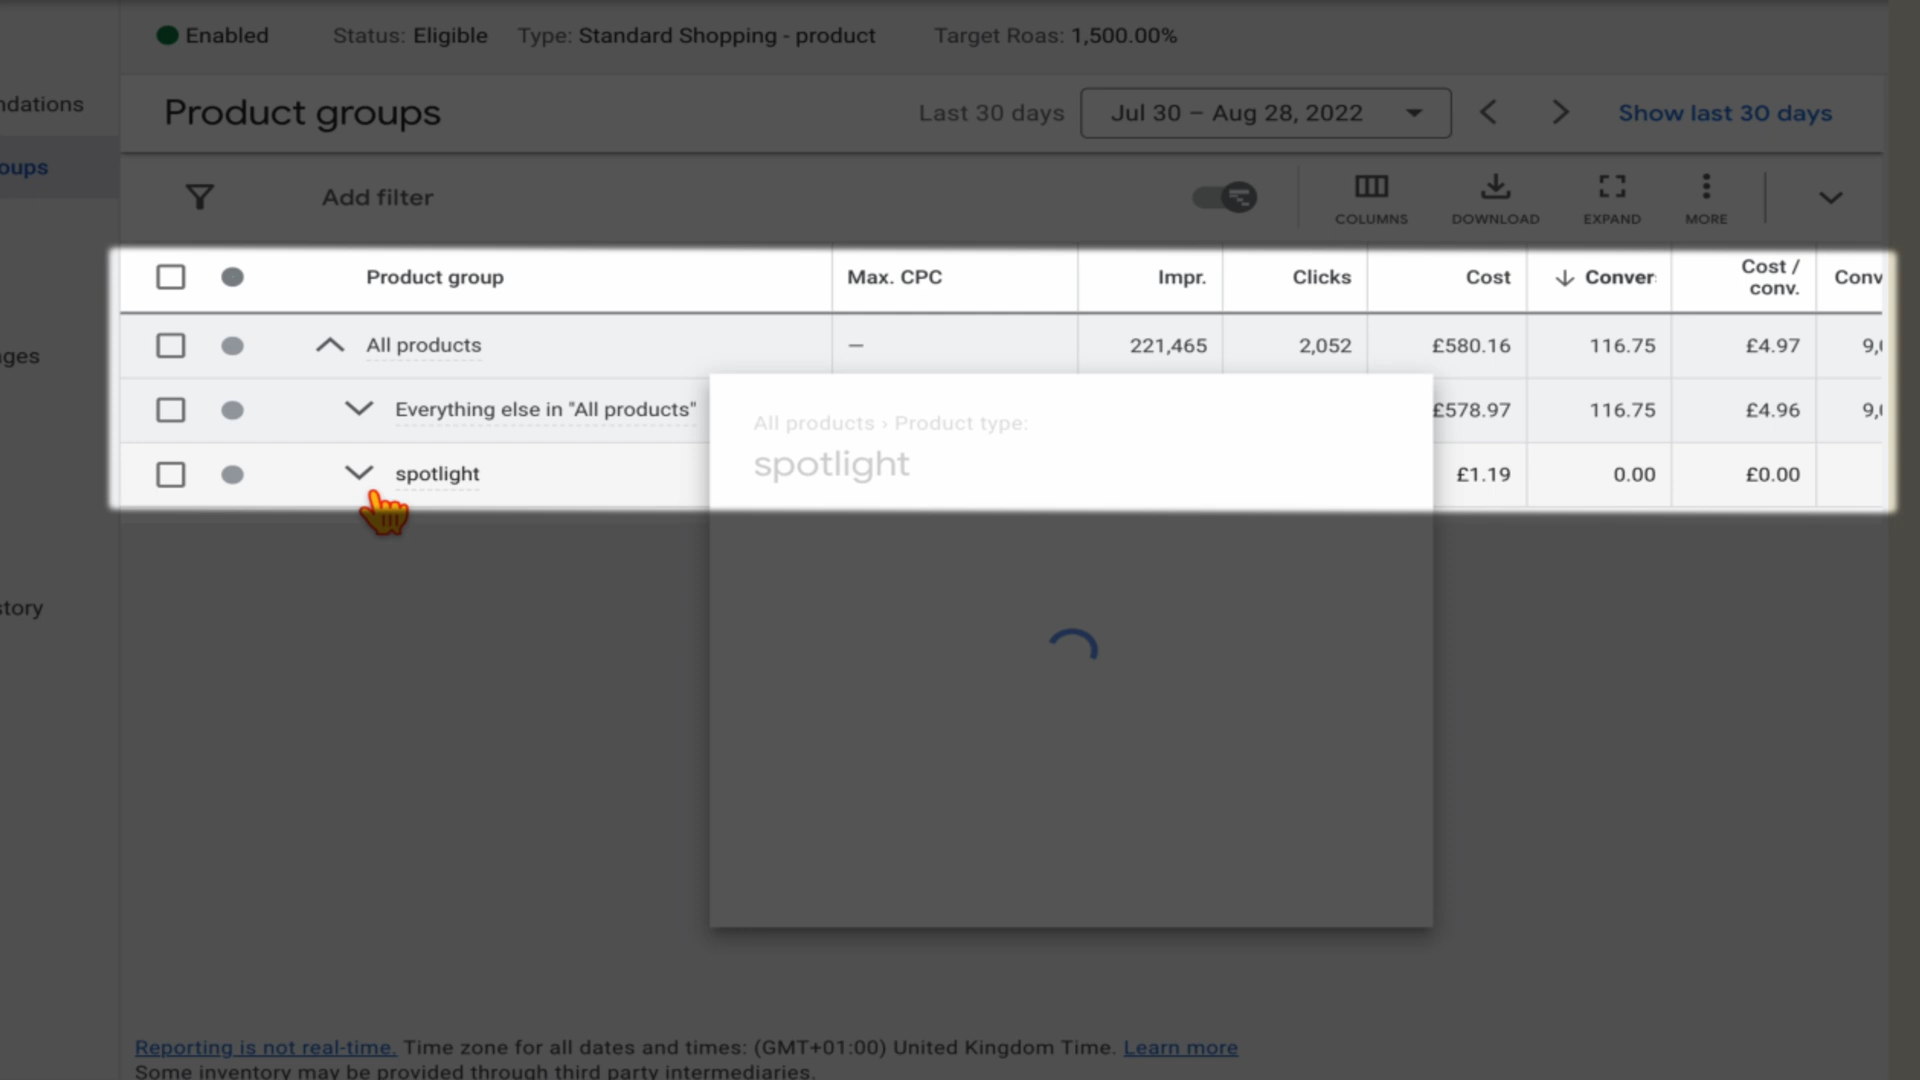 Enabled Status: Eligible Type: Standard Shopping - product Target Roas: 1,500.00%
ndations
Product groups Last 30 days Jul 30 – Aug 28, 2022 Show last 30 days
oups
Add filter COLUMNS DOWNLOAD EXPAND MORE
Product group Max. CPC Impr. Clicks Cost Conver Cost / conv. Conv
All products — 221,465 2,052 £580.16 116.75 £4.97 9,
ges
Everything else in "All products" £578.97 116.75 £4.96 9,
All products › Product type:
spotlight
spotlight £1.19 0.00 £0.00
story
Reporting is not real-time. Time zone for all dates and times: (GMT+01:00) United Kingdom Time. Learn more
Some inventory may be provided through third party intermediaries.